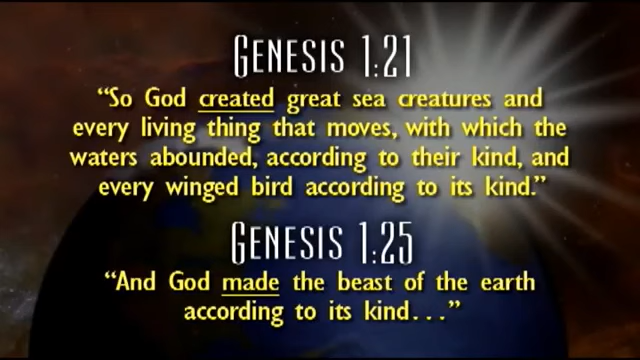 GENESIS 1:21
“So God created great sea creatures and
every living thing that moves, with which the
waters abounded, according to their kind, and
every winged bird according to its kind.”
GENESIS 1:25
“And God made the beast of the earth
according to its kind...”